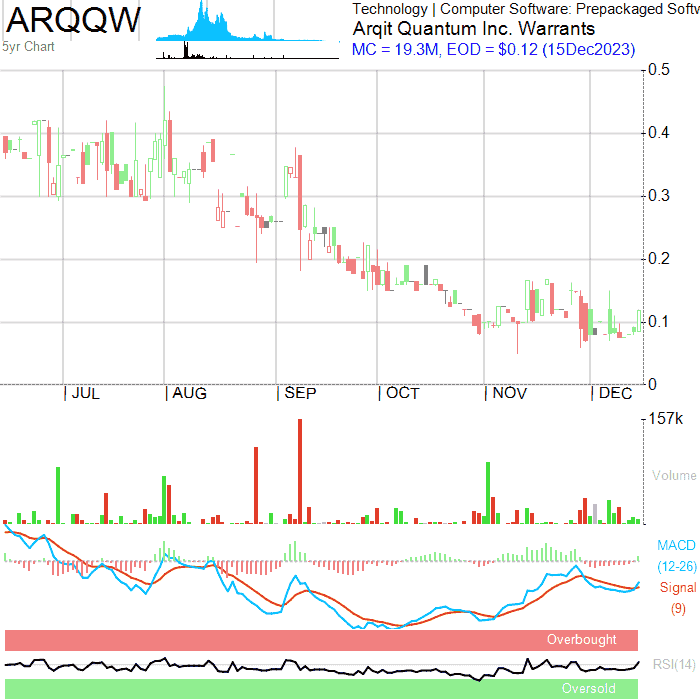 ARQQW
5yr Chart
Technology | Computer Software: Prepackaged Softw
Arqit Quantum Inc. Warrants
MC = 19.3M, EOD = $0.12 (15Dec2023)
0.5
0.4
0.3
0.2
0.1
0
JUL AUG SEP OCT NOV DEC
157k
Volume
MACD
(12-26)
Signal
(9)
Overbought
RSI(14)
Oversold